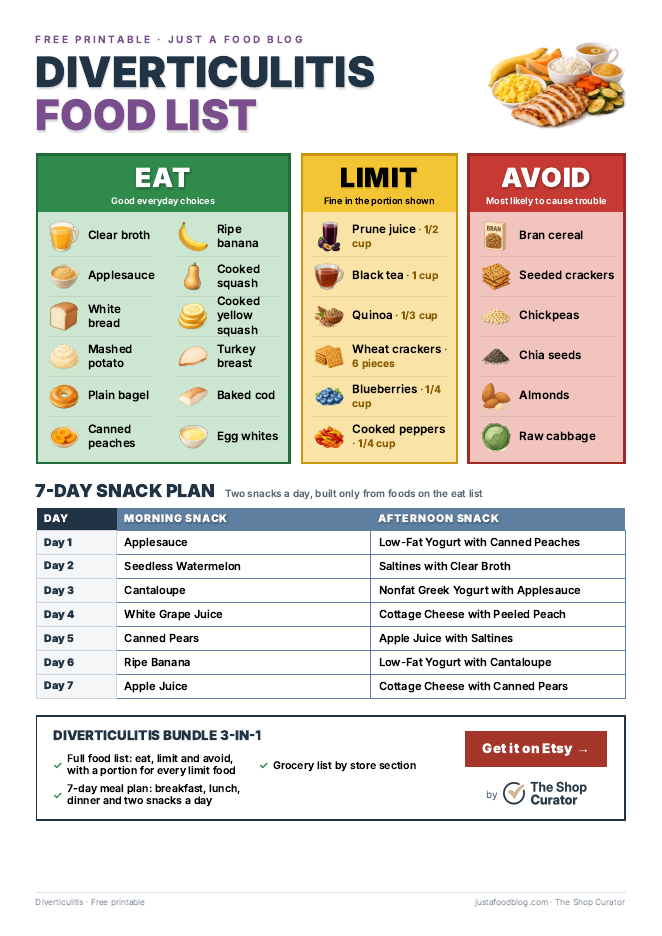 FREE PRINTABLE · JUST A FOOD BLOG
DIVERTICULITIS
FOOD LIST
EAT
Good everyday choices
Clear broth
Ripe
banana
Applesauce
Cooked
squash
White
bread
Cooked
yellow
squash
Mashed
potato
Turkey
breast
Plain bagel
Baked cod
Canned
peaches
Egg whites
LIMIT
Fine in the portion shown
Prune juice · 1/2
cup
Black tea · 1 cup
Quinoa · 1/3 cup
Wheat crackers ·
6 pieces
Blueberries · 1/4
cup
Cooked peppers
· 1/4 cup
AVOID
Most likely to cause trouble
BRAN
Bran cereal
Seeded crackers
Chickpeas
Chia seeds
Almonds
Raw cabbage
7-DAY SNACK PLAN Two snacks a day, built only from foods on the eat list
DAY MORNING SNACK AFTERNOON SNACK
Day 1 Applesauce Low-Fat Yogurt with Canned Peaches
Day 2 Seedless Watermelon Saltines with Clear Broth
Day 3 Cantaloupe Nonfat Greek Yogurt with Applesauce
Day 4 White Grape Juice Cottage Cheese with Peeled Peach
Day 5 Canned Pears Apple Juice with Saltines
Day 6 Ripe Banana Low-Fat Yogurt with Cantaloupe
Day 7 Apple Juice Cottage Cheese with Canned Pears
DIVERTICULITIS BUNDLE 3-IN-1
✓ Full food list: eat, limit and avoid,
with a portion for every limit food
✓ Grocery list by store section
✓ 7-day meal plan: breakfast, lunch,
dinner and two snacks a day
Get it on Etsy →
by The Shop
Curator
Diverticulitis · Free printable
justafoodblog.com · The Shop Curator